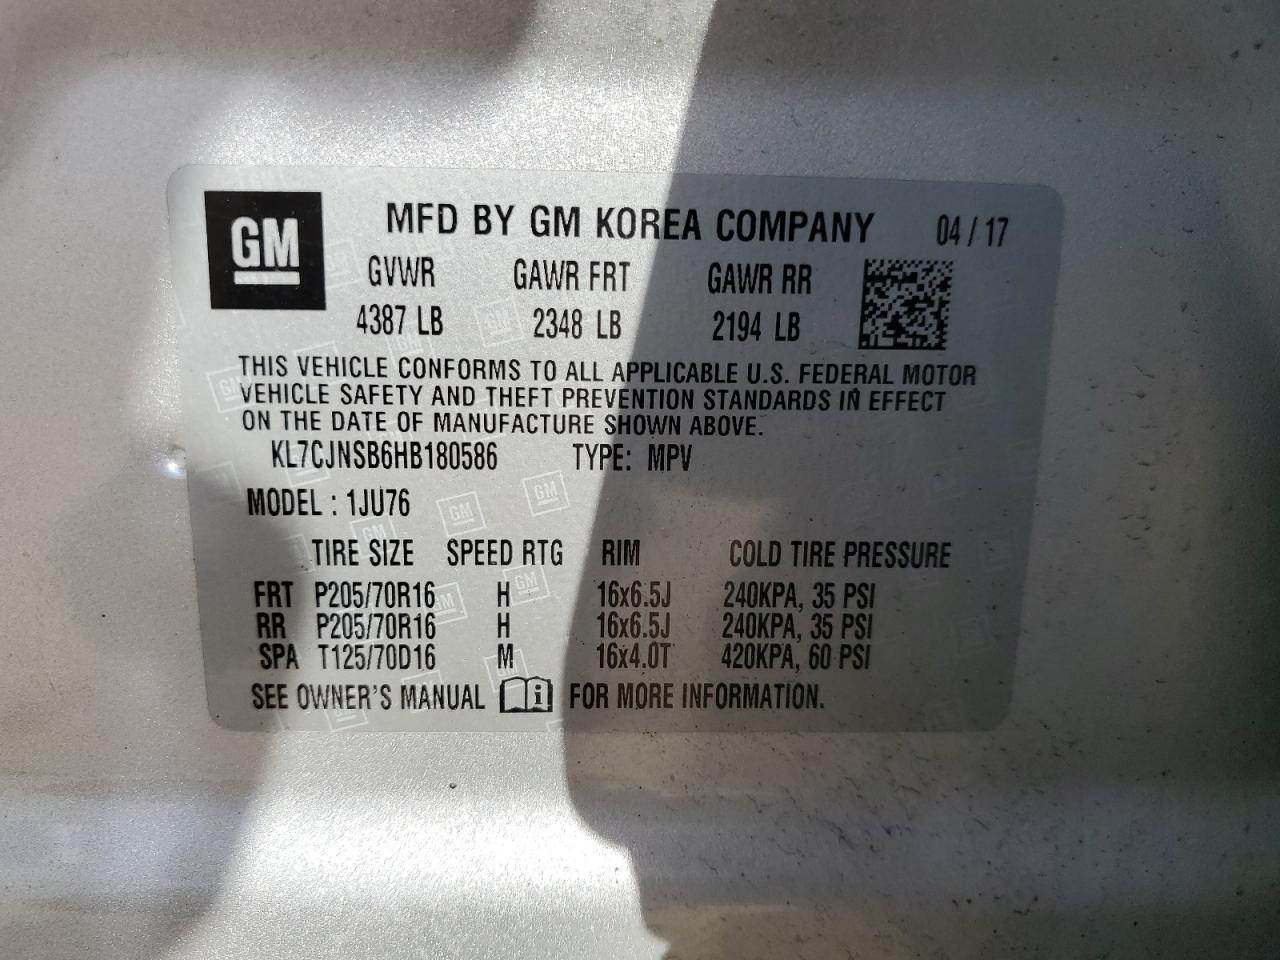 GM
MFD BY GM KOREA COMPANY 04/17
GVWR GAWR FRT GAWR RR
4387 LB 2348 LB 2194 LB
THIS VEHICLE CONFORMS TO ALL APPLICABLE U.S. FEDERAL MOTOR
VEHICLE SAFETY AND THEFT PREVENTION STANDARDS IN EFFECT
ON THE DATE OF MANUFACTURE SHOWN ABOVE.
KL7CJNSB6HB180586 TYPE: MPV
MODEL : 1JU76
TIRE SIZE SPEED RTG RIM COLD TIRE PRESSURE
FRT P205/70R16 H 16x6.5J 240KPA, 35 PSI
RR P205/70R16 H 16x6.5J 240KPA, 35 PSI
SPA T125/70D16 M 16x4.0T 420KPA, 60 PSI
SEE OWNER'S MANUAL i FOR MORE INFORMATION.